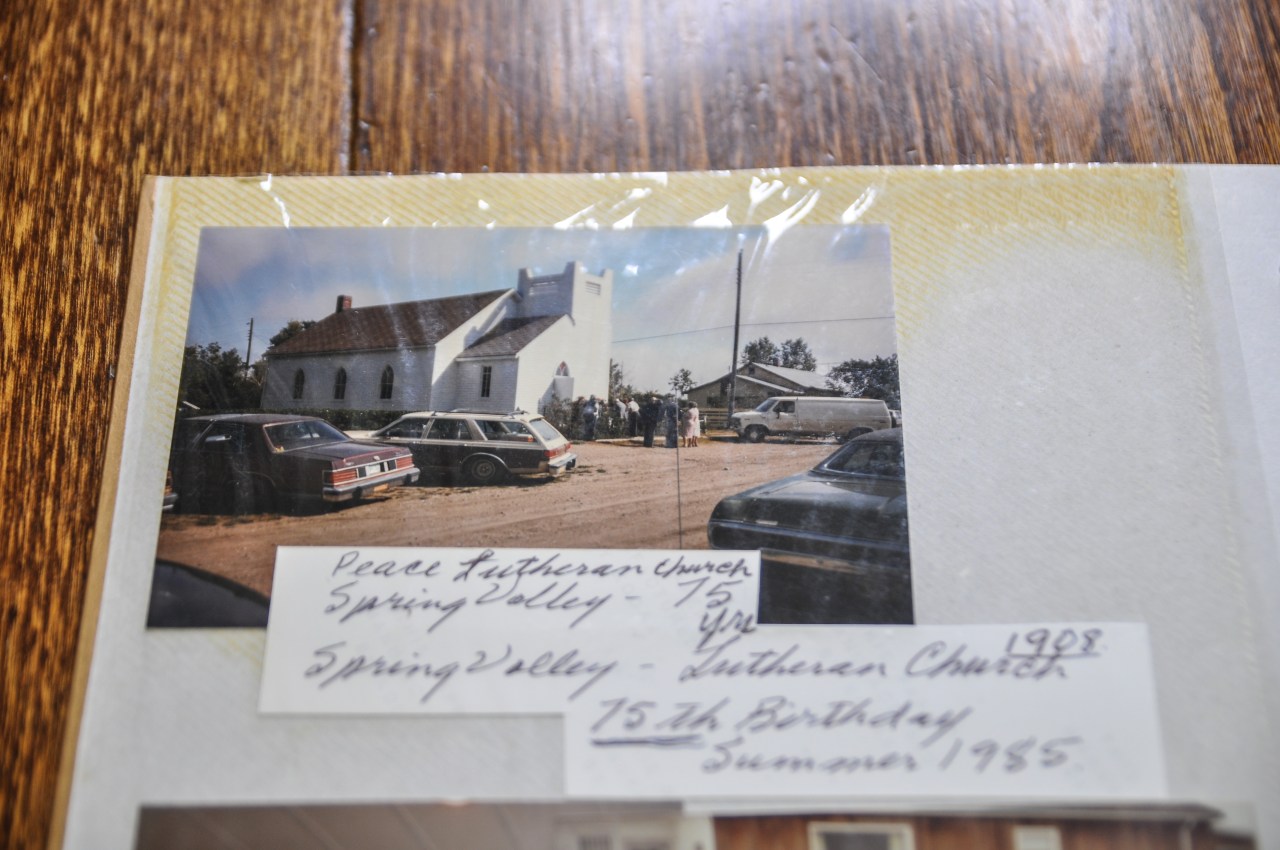 Peace Lutheran Church
Spring Valley - 75
yrs
1908
Spring Valley - Lutheran Church
75th Birthday
Summer 1985